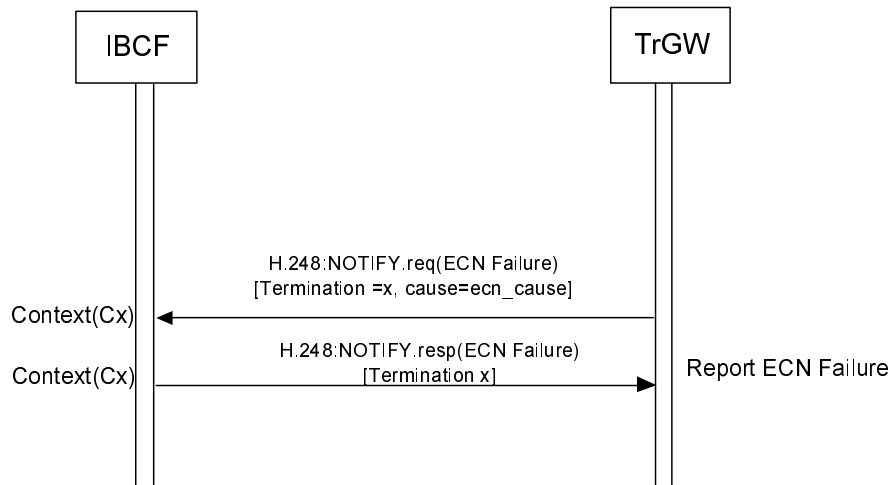 IBCF
TrGW
H.248:NOTIFY.req(ECN Failure)
[Termination =x, cause=ecn_cause]
Context(Cx)
H.248:NOTIFY.resp(ECN Failure)
Context(Cx)
[Termination x]
Report ECN Failure